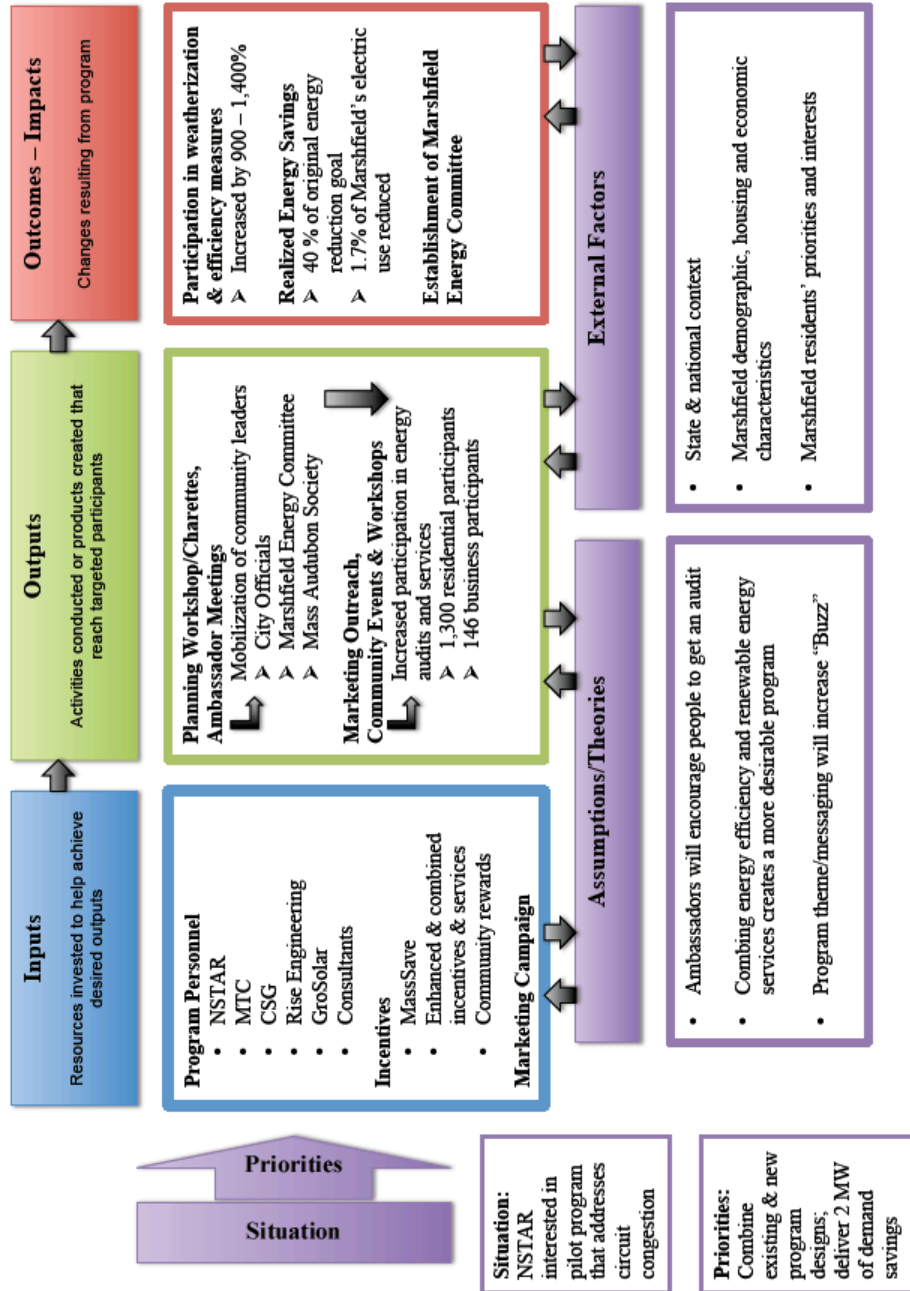 Situation
Priorities
Situation:
NSTAR
interested in
pilot program
that addresses
circuit
congestion
Priorities:
Combine
existing & new
program
designs;
deliver 2 MW
of demand
savings
Inputs
Resources invested to help achieve
desired outputs
Program Personnel
• NSTAR
• MTC
• CSG
• Rise Engineering
• GroSolar
• Consultants
Incentives
• MassSave
• Enhanced & combined
incentives & services
• Community rewards
Marketing Campaign
Outputs
Activities conducted or products created that
reach targeted participants
Planning Workshop/Charettes,
Ambassador Meetings
Mobilization of community leaders
➢ City Officials
➢ Marshfield Energy Committee
➢ Mass Audubon Society
Marketing Outreach,
Community Events & Workshops
Increased participation in energy
audits and services
➢ 1,300 residential participants
➢ 146 business participants
Outcomes – Impacts
Changes resulting from program
Participation in weatherization
& efficiency measures
➢ Increased by 900 – 1,400%
Realized Energy Savings
➢ 40 % of original energy
reduction goal
➢ 1.7% of Marshfield’s electric
use reduced
Establishment of Marshfield
Energy Committee
Assumptions/Theories
• Ambassadors will encourage people to get an audit
• Combing energy efficiency and renewable energy
services creates a more desirable program
• Program theme/messaging will increase “Buzz”
External Factors
• State & national context
• Marshfield demographic, housing and economic
characteristics
• Marshfield residents’ priorities and interests